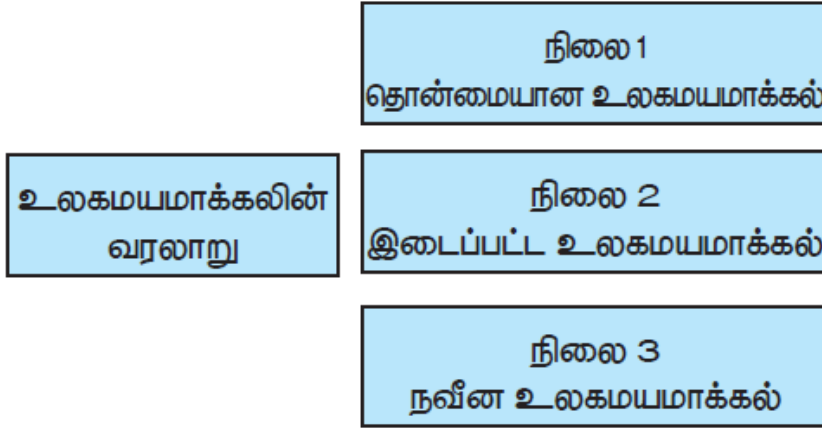 உலகமயமாக்கலின்
வரலாறு
நிலை 1
தொன்மையான உலகமயமாக்கல்
நிலை 2
இடைப்பட்ட உலகமயமாக்கல்
நிலை 3
நவீன உலகமயமாக்கல்